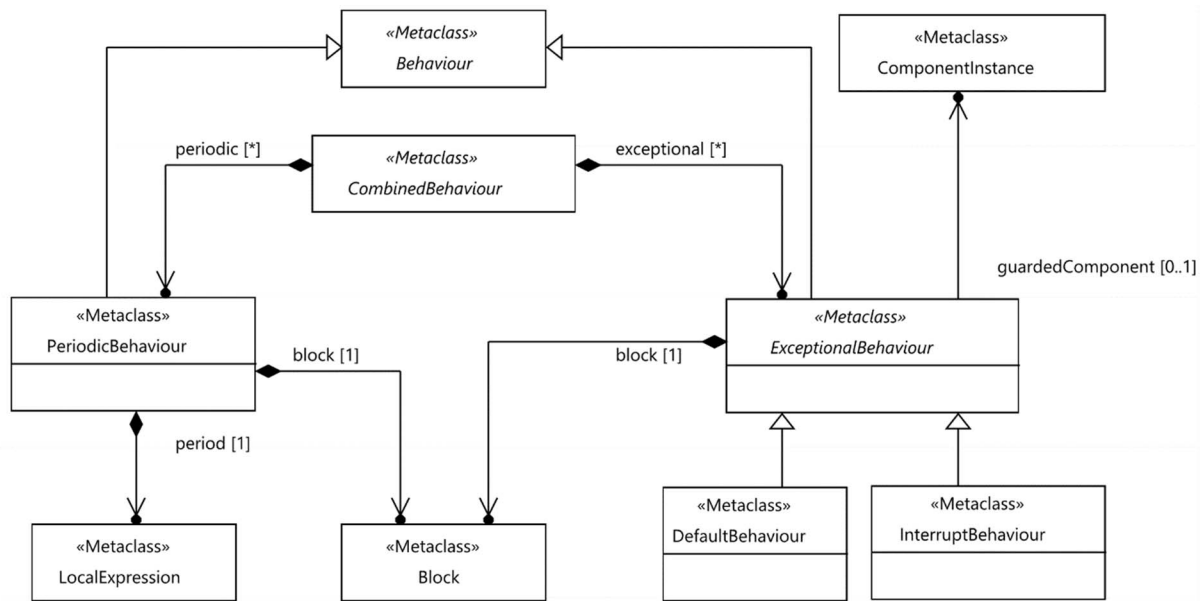 «Metaclass»
Behaviour
«Metaclass»
ComponentInstance
periodic [*]
«Metaclass»
CombinedBehaviour
exceptional [*]
guardedComponent [0..1]
«Metaclass»
PeriodicBehaviour
«Metaclass»
ExceptionalBehaviour
block [1]
block [1]
period [1]
«Metaclass»
LocalExpression
«Metaclass»
Block
«Metaclass»
DefaultBehaviour
«Metaclass»
InterruptBehaviour